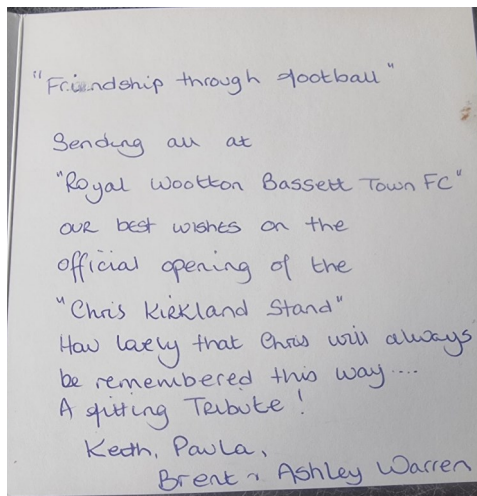 "Friendship through football"
Sending all at
"Royal Wootton Bassett Town FC"
OUR best wishes on the
official opening of the
"Chris Kirkland Stand"
How lovely that Chris will always
be remembered this way....
A fitting Tribute!
Keith, Paula,
Brent & Ashley Warren